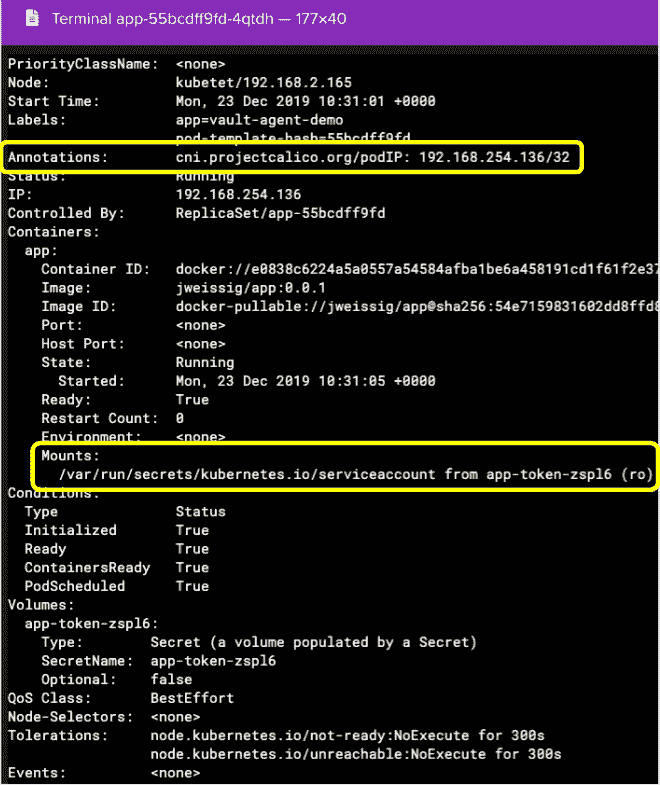 Terminal app-55bcdff9fd-4qtdh — 177×40
PriorityClassName: <none>
Node: kubetet/192.168.2.165
Start Time: Mon, 23 Dec 2019 10:31:01 +0000
Labels: app=vault-agent-demo
pod-template-hash=55bcdff9fd
Annotations: cni.projectcalico.org/podIP: 192.168.254.136/32
Status: Running
IP: 192.168.254.136
Controlled By: ReplicaSet/app-55bcdff9fd
Containers:
app:
Container ID: docker://e0838c6224a5a0557a54584afba1be6a458191cd1f61f2e37
Image: jweissig/app:0.0.1
Image ID: docker-pullable://jweissig/app@sha256:54e7159831602dd8ffd8
Port: <none>
Host Port: <none>
State: Running
Started: Mon, 23 Dec 2019 10:31:05 +0000
Ready: True
Restart Count: 0
Environment: <none>
Mounts:
/var/run/secrets/kubernetes.io/serviceaccount from app-token-zspl6 (ro)
Conditions:
Type Status
Initialized True
Ready True
ContainersReady True
PodScheduled True
Volumes:
app-token-zspl6:
Type: Secret (a volume populated by a Secret)
SecretName: app-token-zspl6
Optional: false
QoS Class: BestEffort
Node-Selectors: <none>
Tolerations: node.kubernetes.io/not-ready:NoExecute for 300s
node.kubernetes.io/unreachable:NoExecute for 300s
Events: <none>